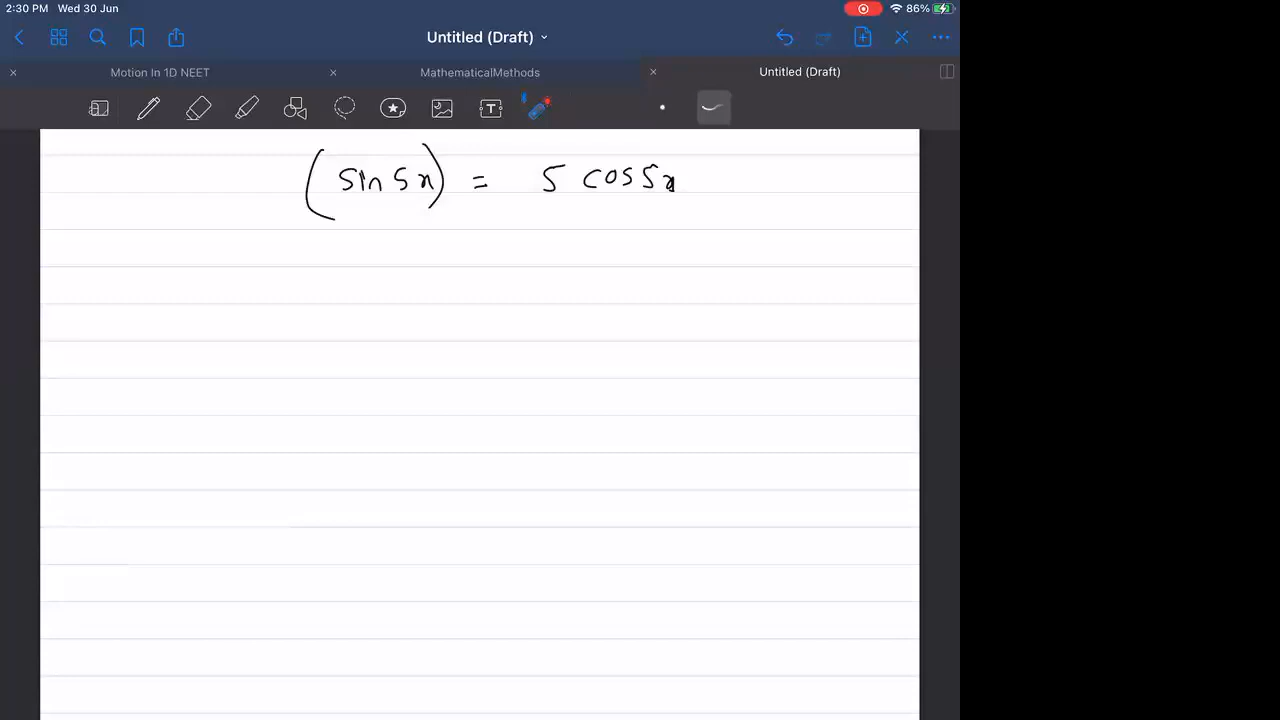 2:30 PM Wed 30 Jun 86%
Untitled (Draft)
Motion In 1D NEET MathematicalMethods Untitled (Draft)
(sin 5x) = 5 cos 5x